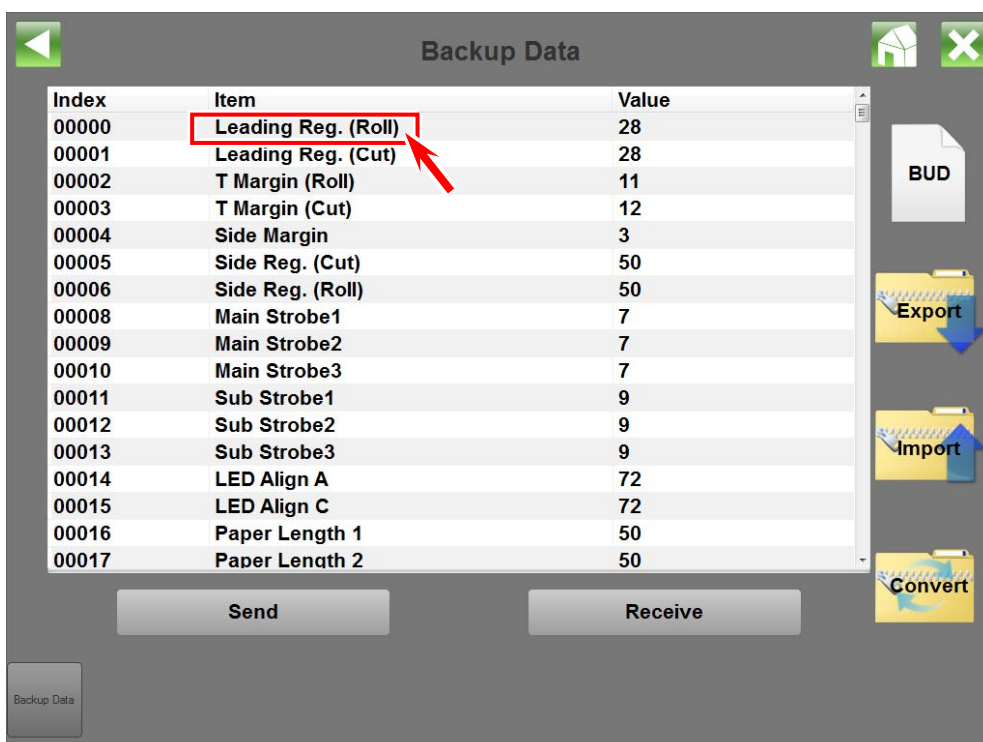 Backup Data
Index Item Value
00000 Leading Reg. (Roll) 28
00001 Leading Reg. (Cut) 28
00002 T Margin (Roll) 11
00003 T Margin (Cut) 12
00004 Side Margin 3
00005 Side Reg. (Cut) 50
00006 Side Reg. (Roll) 50
00008 Main Strobe1 7
00009 Main Strobe2 7
00010 Main Strobe3 7
00011 Sub Strobe1 9
00012 Sub Strobe2 9
00013 Sub Strobe3 9
00014 LED Align A 72
00015 LED Align C 72
00016 Paper Length 1 50
00017 Paper Length 2 50
BUD
Export
Import
Convert
Send Receive
Backup Data